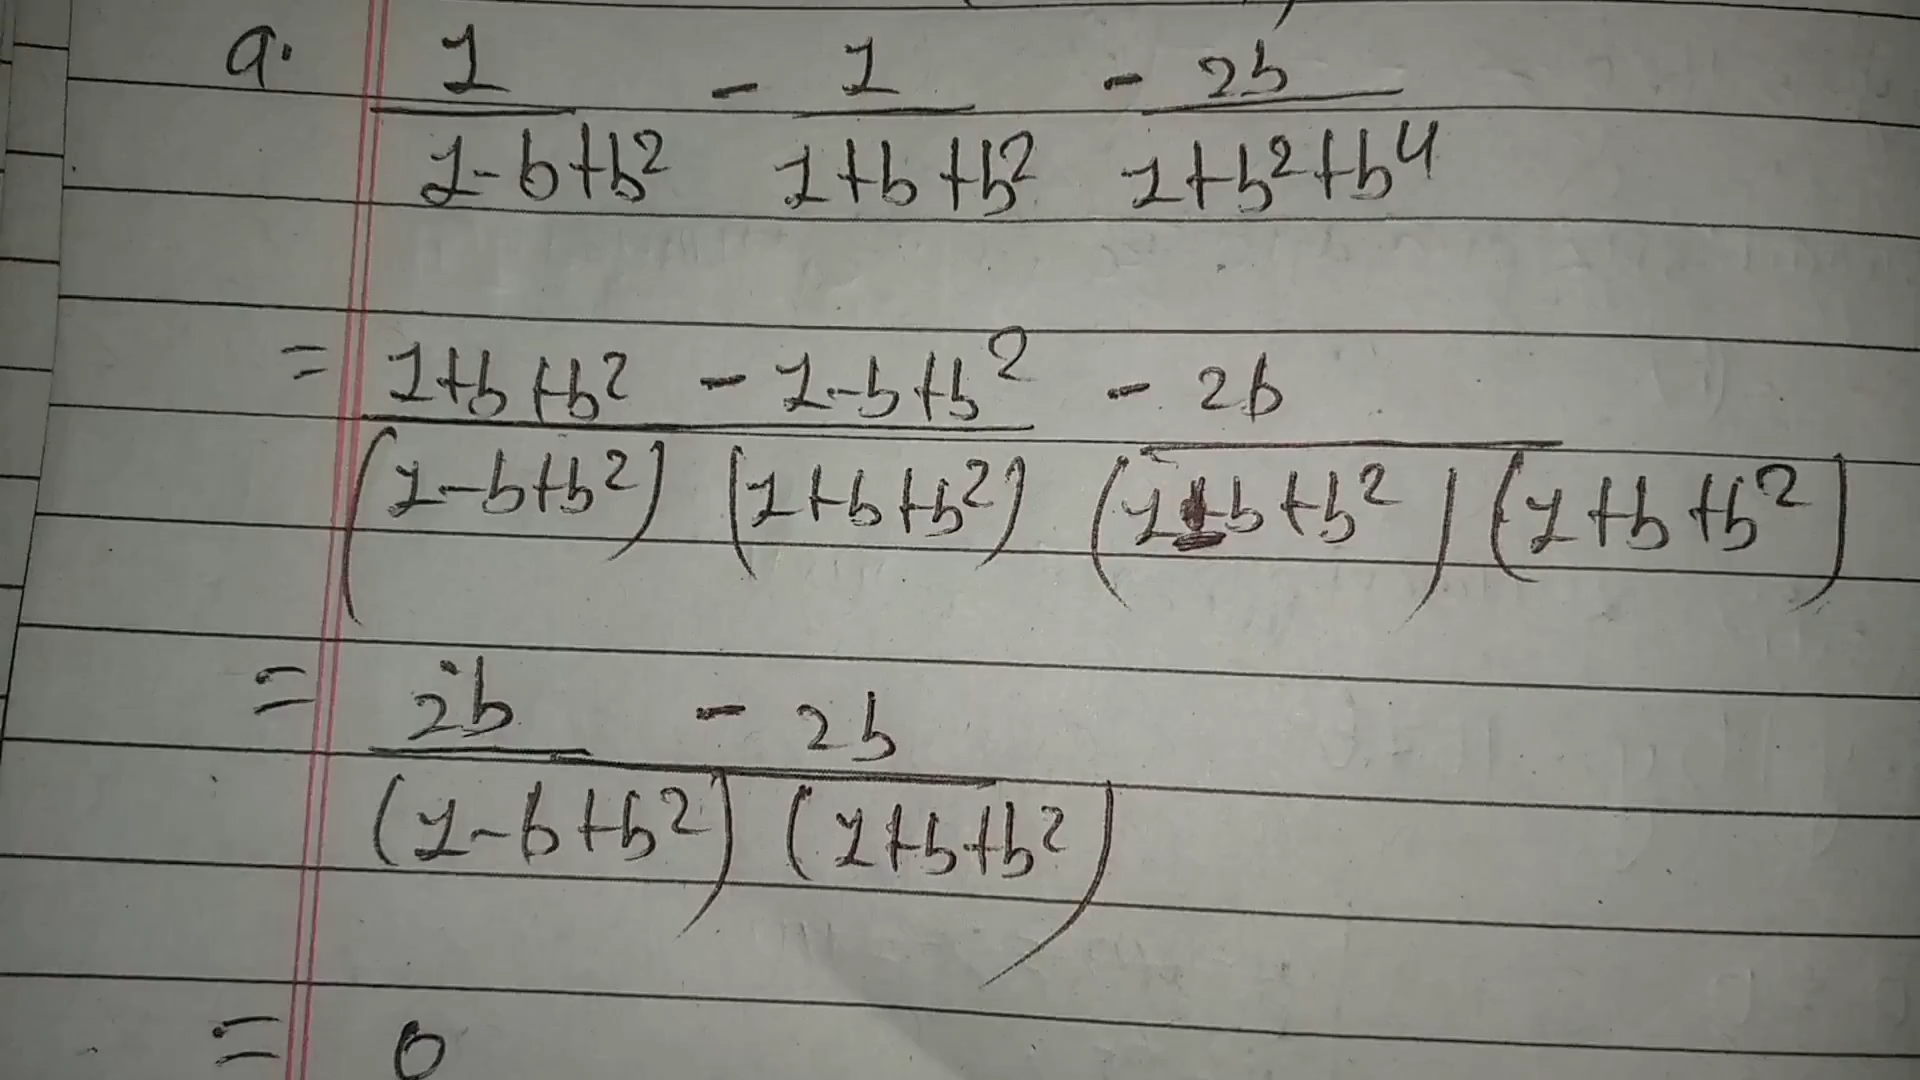 a. 1/(1-b+b²) - 1/(1+b+b²) - 2b/(1+b²+b⁴)
= (1+b+b² - 1-b+b²)/((1-b+b²)(1+b+b²)) - 2b/((1-b+b²)(1+b+b²))
= (2b - 2b)/((1-b+b²)(1+b+b²))
= 0